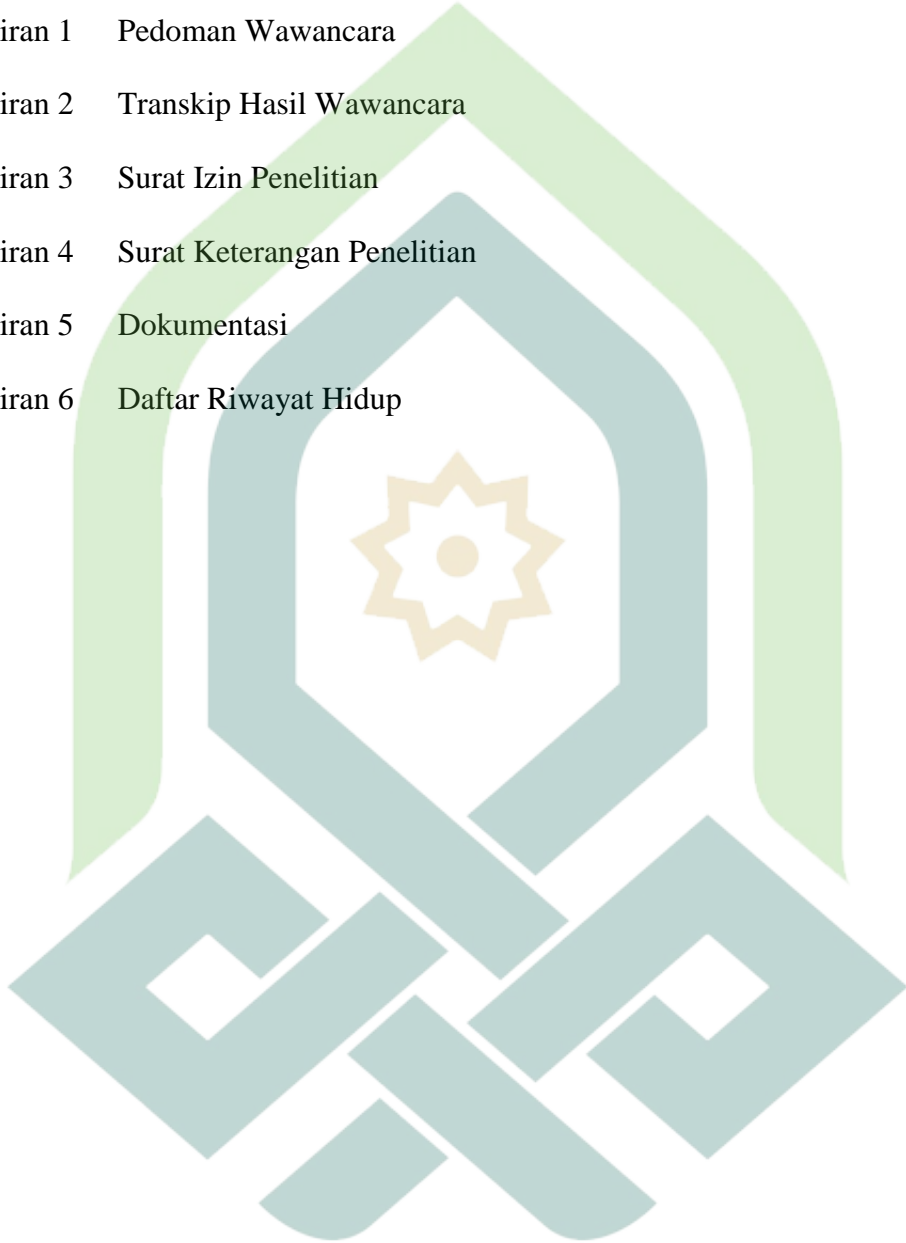 iran 1 Pedoman Wawancara
iran 2 Transkip Hasil Wawancara
iran 3 Surat Izin Penelitian
iran 4 Surat Keterangan Penelitian
iran 5 Dokumentasi
iran 6 Daftar Riwayat Hidup